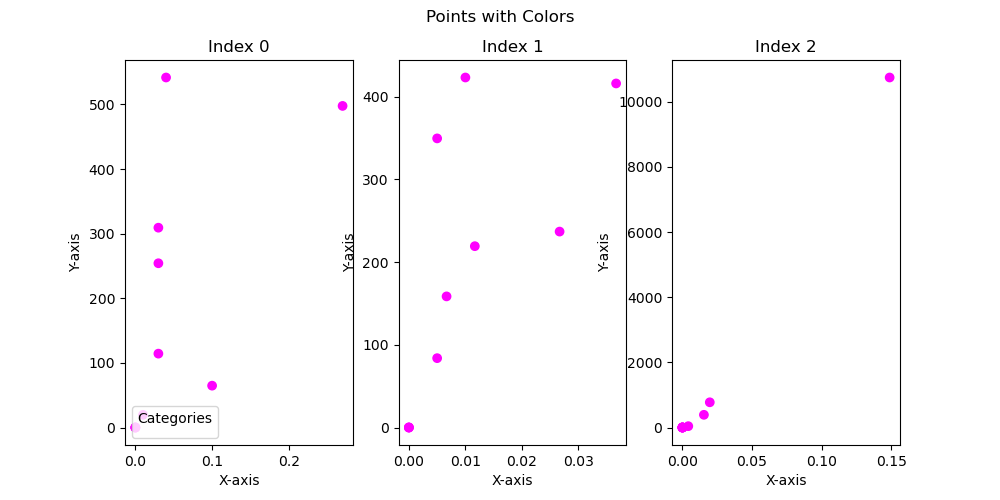 Points with Colors
Index 0
Index 1
Index 2
Y-axis
500
400
300
200
100
0
Categories
0.0
0.1
0.2
X-axis
Y-axis
400
300
200
100
0
0.00
0.01
0.02
0.03
X-axis
Y-axis
10000
8000
6000
4000
2000
0
0.00
0.05
0.10
0.15
X-axis